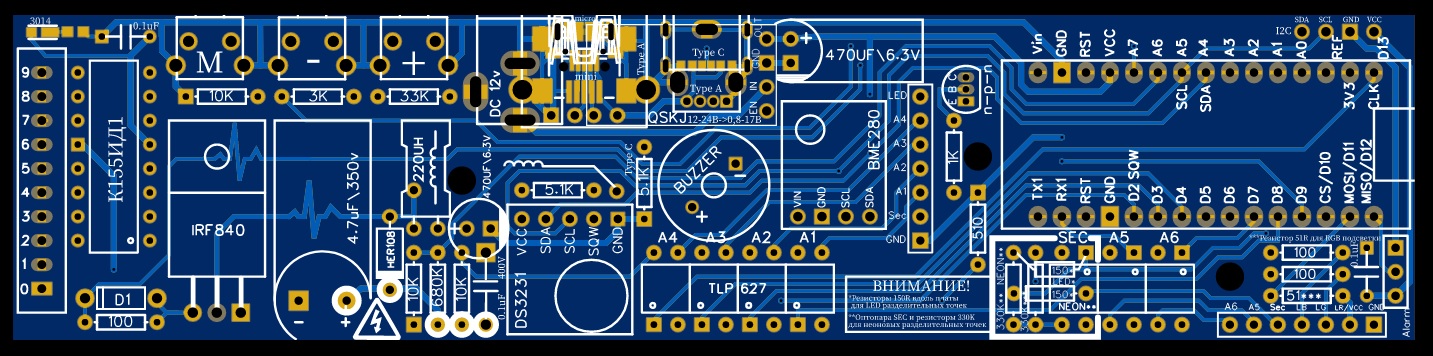 3014
0.1uF
M
-
+
10K
3K
33K
9
8
7
6
5
4
3
2
1
0
К155ИД1
IRF840
4.7uF\350v
D1
100
DC 12v
micro
mini
Type A
Type C
Type A
OUT
GND
IN
EN
QSKJ
12-24В->0,8-17В
470UF\6.3V
220UH
470UF\6.3V
HER108
10K
680K
10K
0.1uF
400V
5.1K
Type C
5.1K
VCC
SDA
SCL
SQW
GND
DS3231
BUZZER
-
+
BME280
VIN
GND
SCL
SDA
LED
A4
A3
A2
A1
Sec
GND
E B C
n-p-n
1K
510
A4
A3
A2
A1
TLP 627
ВНИМАНИЕ!
*Резисторы 150R вдоль платы
для LED разделительных точек
**Оптопара SEC и резисторы 330K
для неоновых разделительных точек
I2C
SDA
SCL
GND
VCC
Vin
GND
RST
VCC
A7
A6
A5
A4
A3
A2
A1
A0
REF
3V3
D13
SCL
SDA
CLK
TX1
RX1
RST
GND
D2 SQW
D3
D4
D5
D6
D7
D8
D9
CS/D10
MOSI/D11
MISO/D12
SEC
A5
A6
NEON**
150*
LED*
150*
NEON**
330K**
***Резистор 51R для RGB подсветки
100
100
51***
0.1uF
A6
A5
Sec
LB
LG
LR/VCC
GND
Alarm